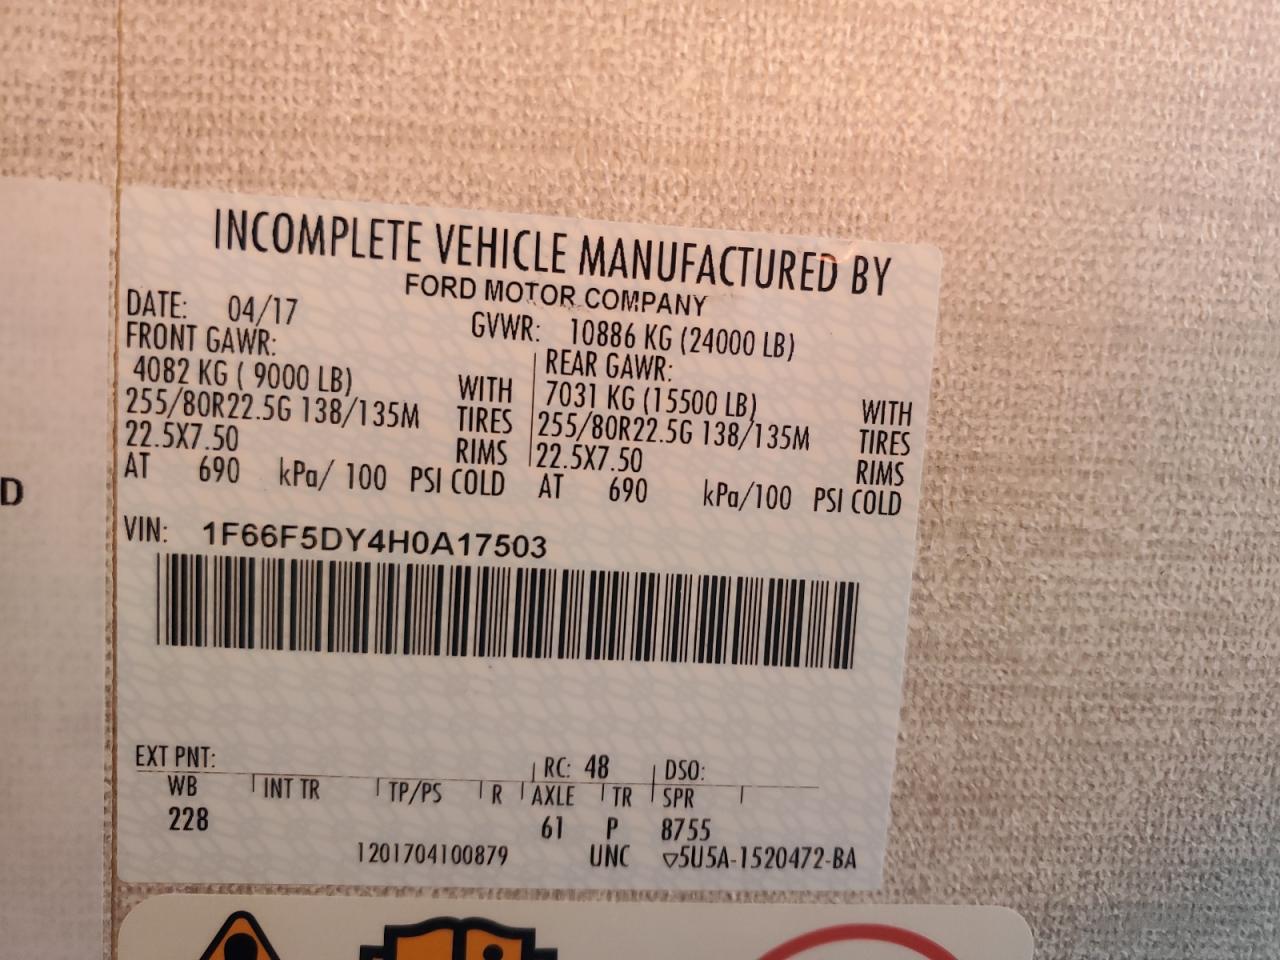 INCOMPLETE VEHICLE MANUFACTURED BY
FORD MOTOR COMPANY
DATE: 04/17
GVWR: 10886 KG (24000 LB)
FRONT GAWR:
4082 KG ( 9000 LB) WITH
255/80R22.5G 138/135M TIRES
22.5X7.50 RIMS
AT 690 kPa/ 100 PSI COLD
REAR GAWR:
7031 KG (15500 LB) WITH
255/80R22.5G 138/135M TIRES
22.5X7.50 RIMS
AT 690 kPa/100 PSI COLD
VIN: 1F66F5DY4H0A17503
EXT PNT: RC: 48 DSO:
WB INT TR TP/PS R AXLE TR SPR
228 61 P 8755
1201704100879 UNC ▽5U5A-1520472-BA
D